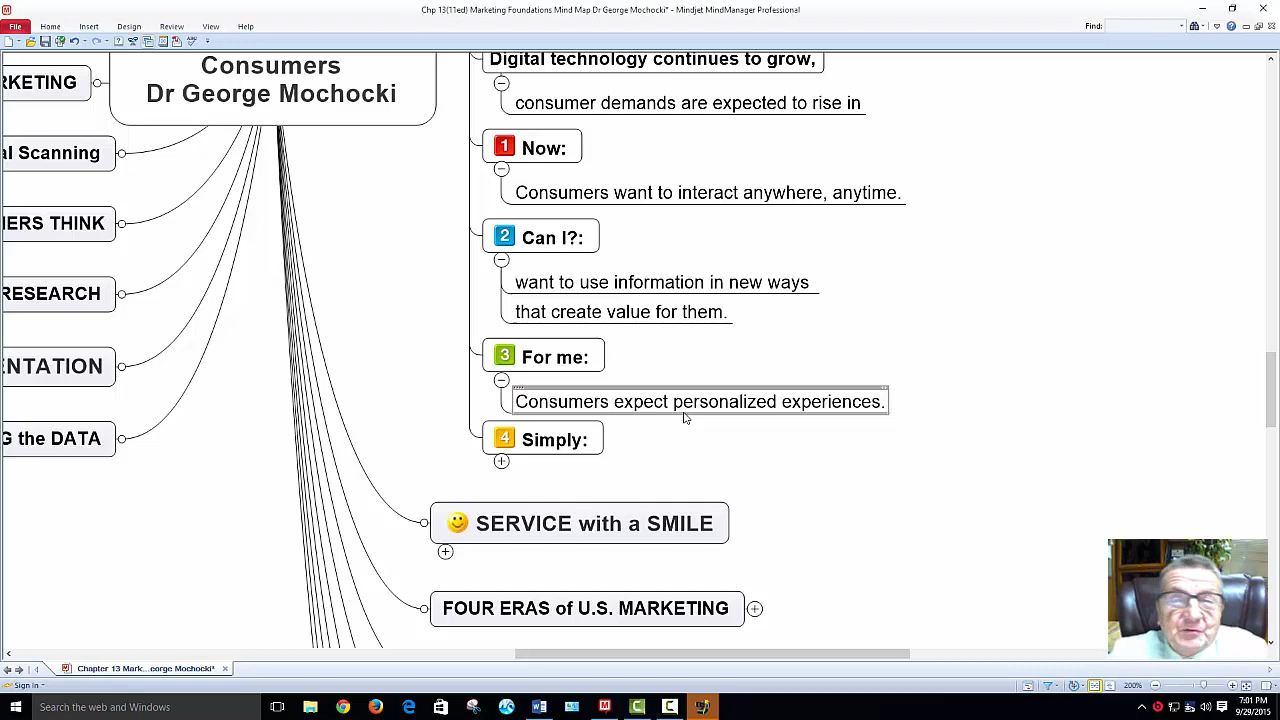 Chp 13(11ed) Marketing Foundations Mind Map Dr George Mochocki* - Mindjet MindManager Professional
File Home Insert Design Review View Help
Find:
Consumers
Dr George Mochocki
RKETING
al Scanning
IERS THINK
RESEARCH
ENTATION
G the DATA
Digital technology continues to grow,
consumer demands are expected to rise in
1 Now:
Consumers want to interact anywhere, anytime.
2 Can I?:
want to use information in new ways
that create value for them.
3 For me:
Consumers expect personalized experiences.
4 Simply:
SERVICE with a SMILE
FOUR ERAS of U.S. MARKETING
Chapter 13 Mark...eorge Mochocki*
Sign In
200%
Search the web and Windows
7:01 PM
9/29/2015